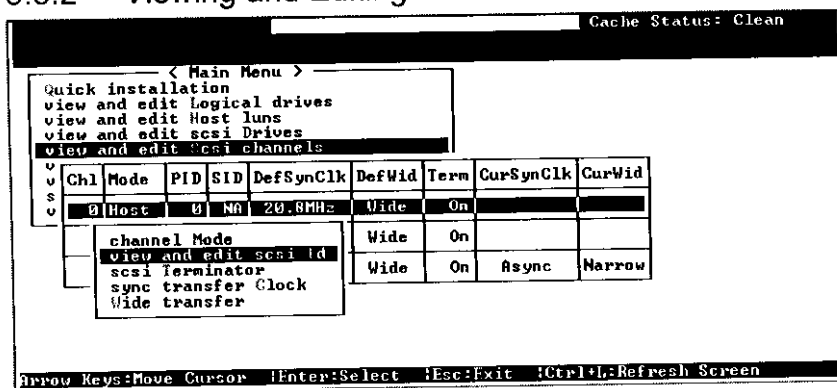 Viewing and Editing
Cache Status: Clean
< Main Menu >
Quick installation
view and edit Logical drives
view and edit Host luns
view and edit scsi Drives
view and edit Scsi channels
v
v
s
v
Chl Mode PID SID DefSynClk DefWid Term CurSynClk CurWid
0 Host 0 NA 20.8MHz Wide On
Wide On
Wide On Async Narrow
channel Mode
view and edit scsi Id
scsi Terminator
sync transfer Clock
Wide transfer
Arrow Keys:Move Cursor |Enter:Select |Esc:Exit |Ctrl+L:Refresh Screen